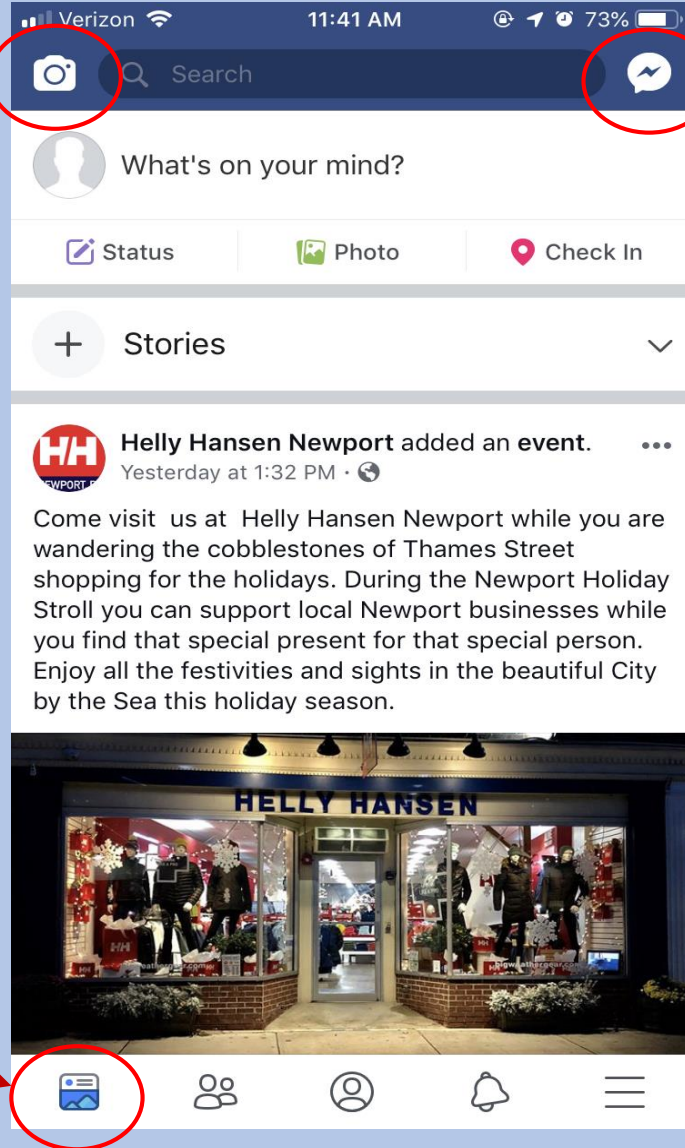 Verizon 11:41 AM 73%
Search
What's on your mind?
Status Photo Check In
Stories
HH
Helly Hansen Newport added an event.
Yesterday at 1:32 PM ·
Come visit us at Helly Hansen Newport while you are
wandering the cobblestones of Thames Street
shopping for the holidays. During the Newport Holiday
Stroll you can support local Newport businesses while
you find that special present for that special person.
Enjoy all the festivities and sights in the beautiful City
by the Sea this holiday season.
HELLY HANSEN
HH
HH HH